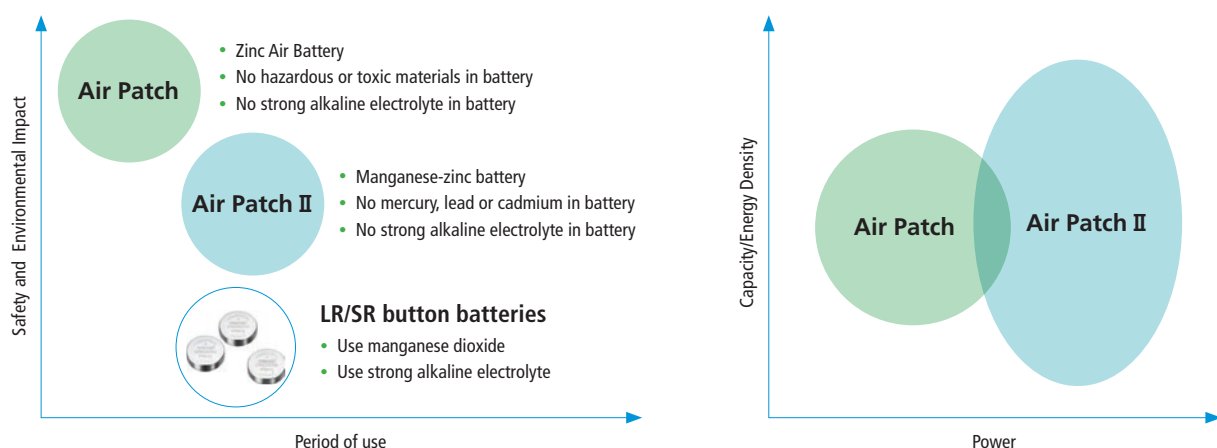 Safety and Environmental Impact
Air Patch
• Zinc Air Battery
• No hazardous or toxic materials in battery
• No strong alkaline electrolyte in battery
Air Patch II
• Manganese-zinc battery
• No mercury, lead or cadmium in battery
• No strong alkaline electrolyte in battery
LR/SR button batteries
• Use manganese dioxide
• Use strong alkaline electrolyte
Period of use
Capacity/Energy Density
Air Patch
Air Patch II
Power